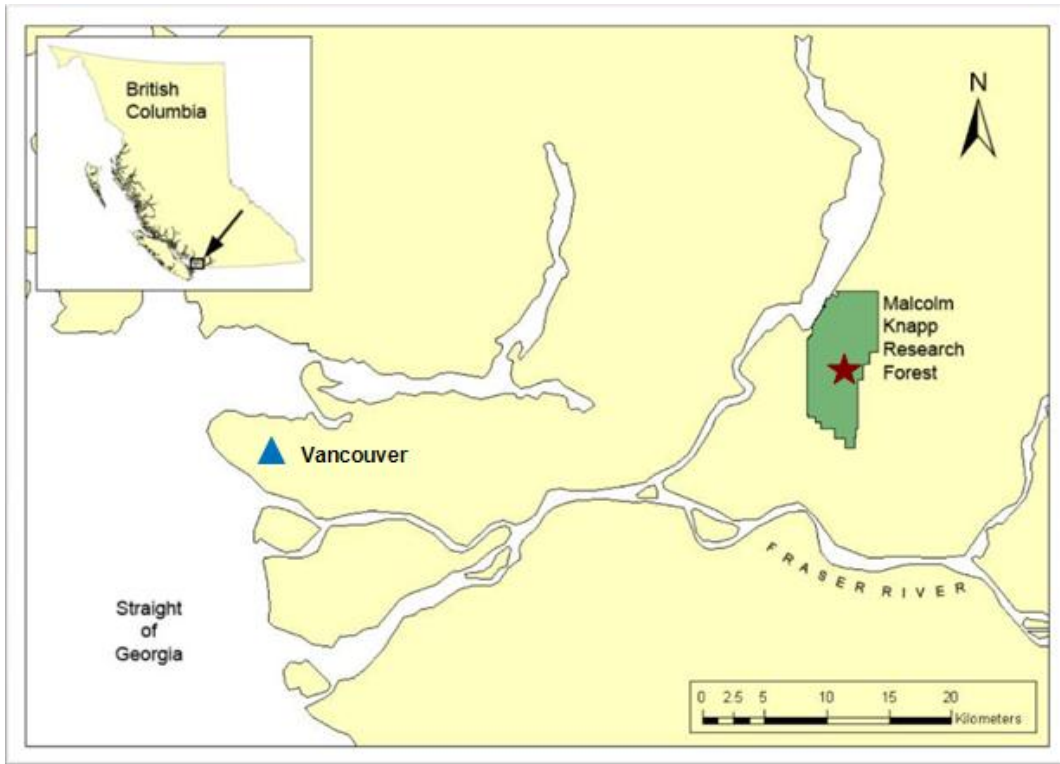 British
Columbia
N
Malcolm
Knapp
Research
Forest
Vancouver
FRASER RIVER
Straight
of
Georgia
0 2.5 5 10 15 20
Kilometers